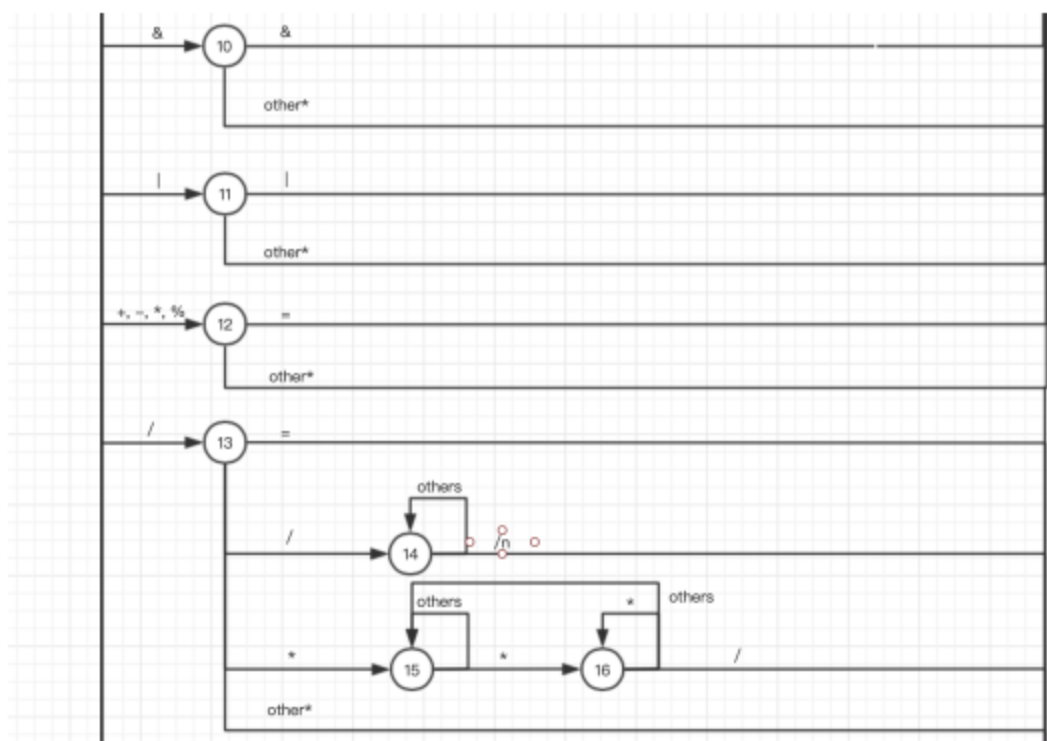 &
10
&
other*
|
11
|
other*
+, -, *, %
12
=
other*
/
13
=
others
/
14
/n
others
*
others
*
15
*
16
/
other*